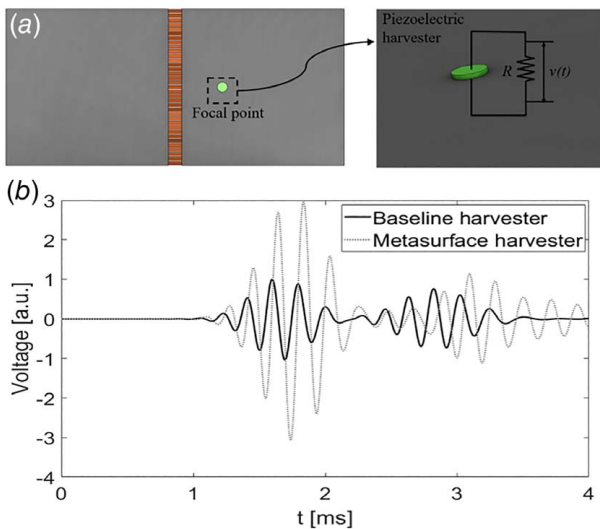 (a)
Focal point
Piezoelectric
harvester
R
v(t)
(b)
Baseline harvester
Metasurface harvester
Voltage [a.u.]
3
2
1
0
-1
-2
-3
-4
0 1 2 3 4
t [ms]